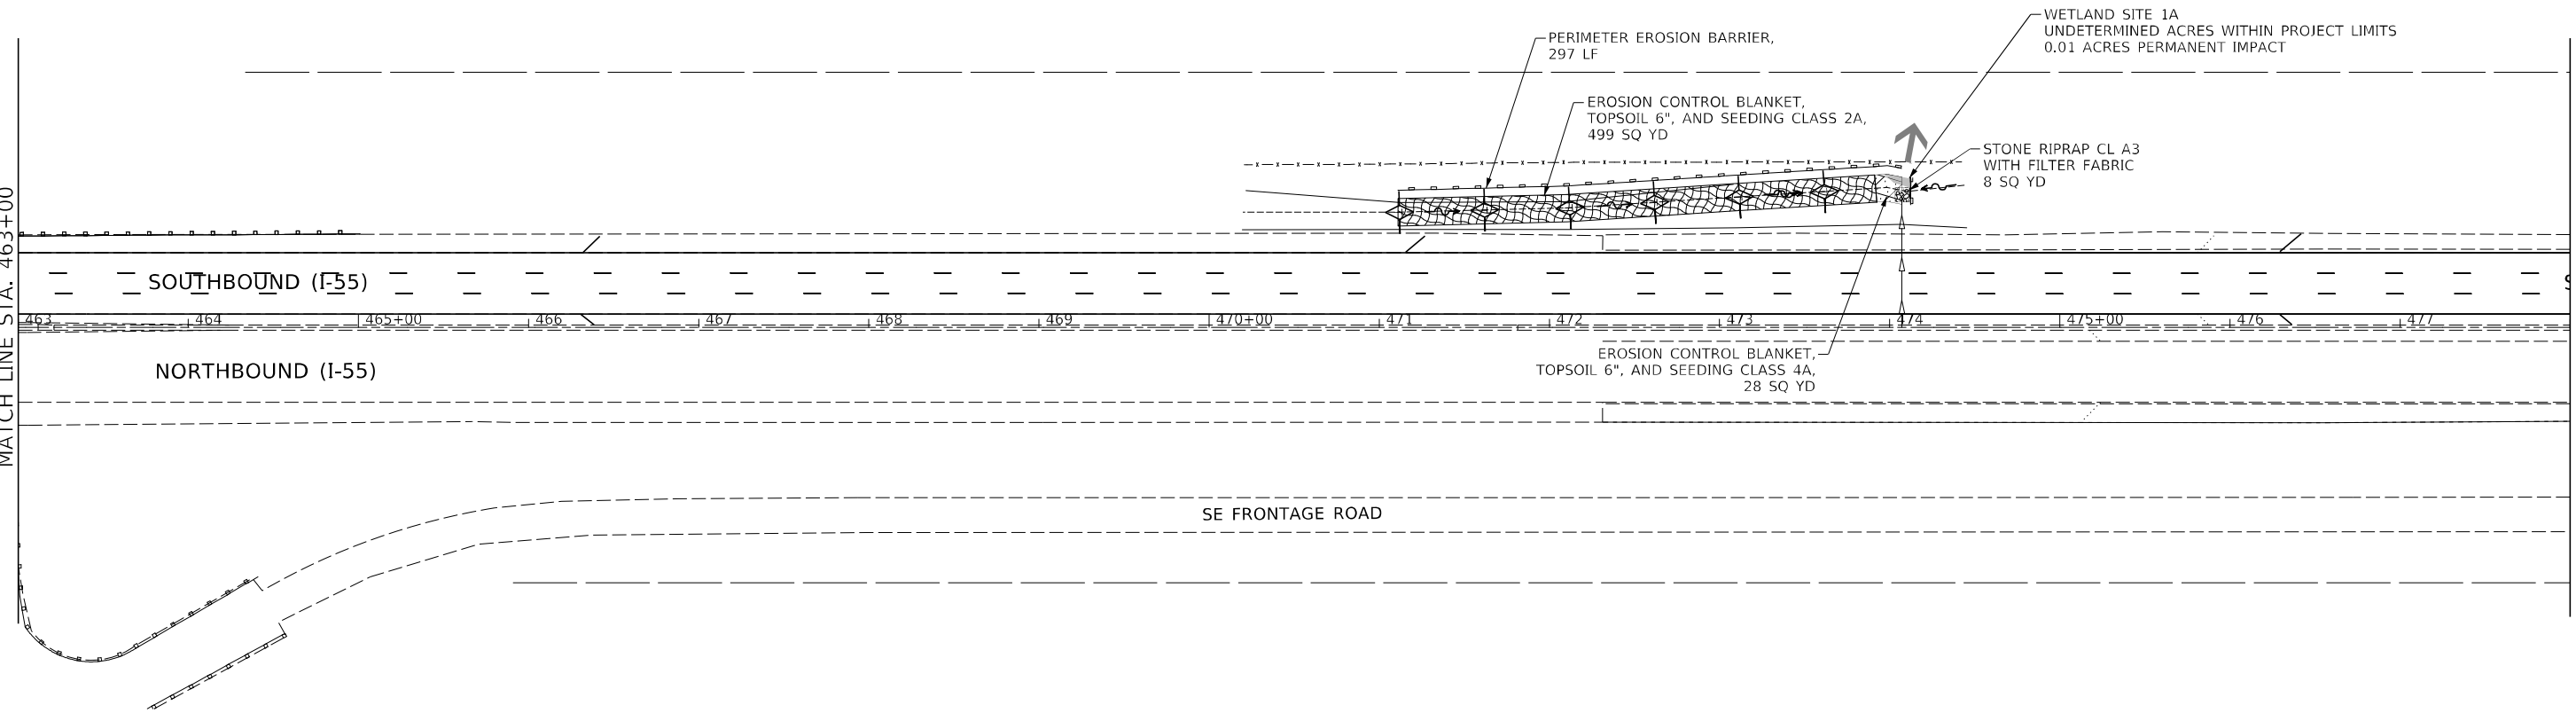 WETLAND SITE 1A
UNDETERMINED ACRES WITHIN PROJECT LIMITS
0.01 ACRES PERMANENT IMPACT
PERIMETER EROSION BARRIER,
297 LF
EROSION CONTROL BLANKET,
TOPSOIL 6", AND SEEDING CLASS 2A,
499 SQ YD
STONE RIPRAP CL A3
WITH FILTER FABRIC
8 SQ YD
MATCH LINE STA. 463+00
SOUTHBOUND (I-55)
463 464 465+00 466 467 468 469 470+00 471 472 473 474 475+00 476 477
NORTHBOUND (I-55)
EROSION CONTROL BLANKET,
TOPSOIL 6", AND SEEDING CLASS 4A,
28 SQ YD
SE FRONTAGE ROAD